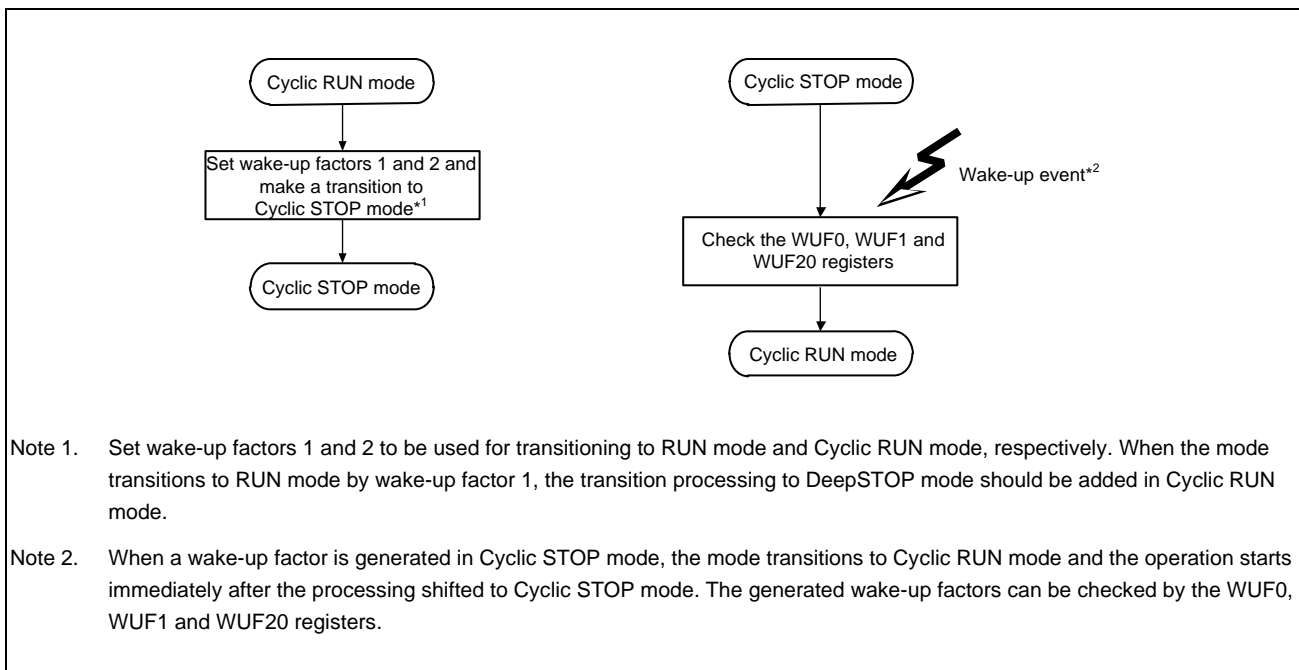 Cyclic RUN mode
Set wake-up factors 1 and 2 and
make a transition to
Cyclic STOP mode*1
Cyclic STOP mode
Cyclic STOP mode
Wake-up event*2
Check the WUF0, WUF1 and
WUF20 registers
Cyclic RUN mode
Note 1. Set wake-up factors 1 and 2 to be used for transitioning to RUN mode and Cyclic RUN mode, respectively. When the mode
transitions to RUN mode by wake-up factor 1, the transition processing to DeepSTOP mode should be added in Cyclic RUN
mode.
Note 2. When a wake-up factor is generated in Cyclic STOP mode, the mode transitions to Cyclic RUN mode and the operation starts
immediately after the processing shifted to Cyclic STOP mode. The generated wake-up factors can be checked by the WUF0,
WUF1 and WUF20 registers.